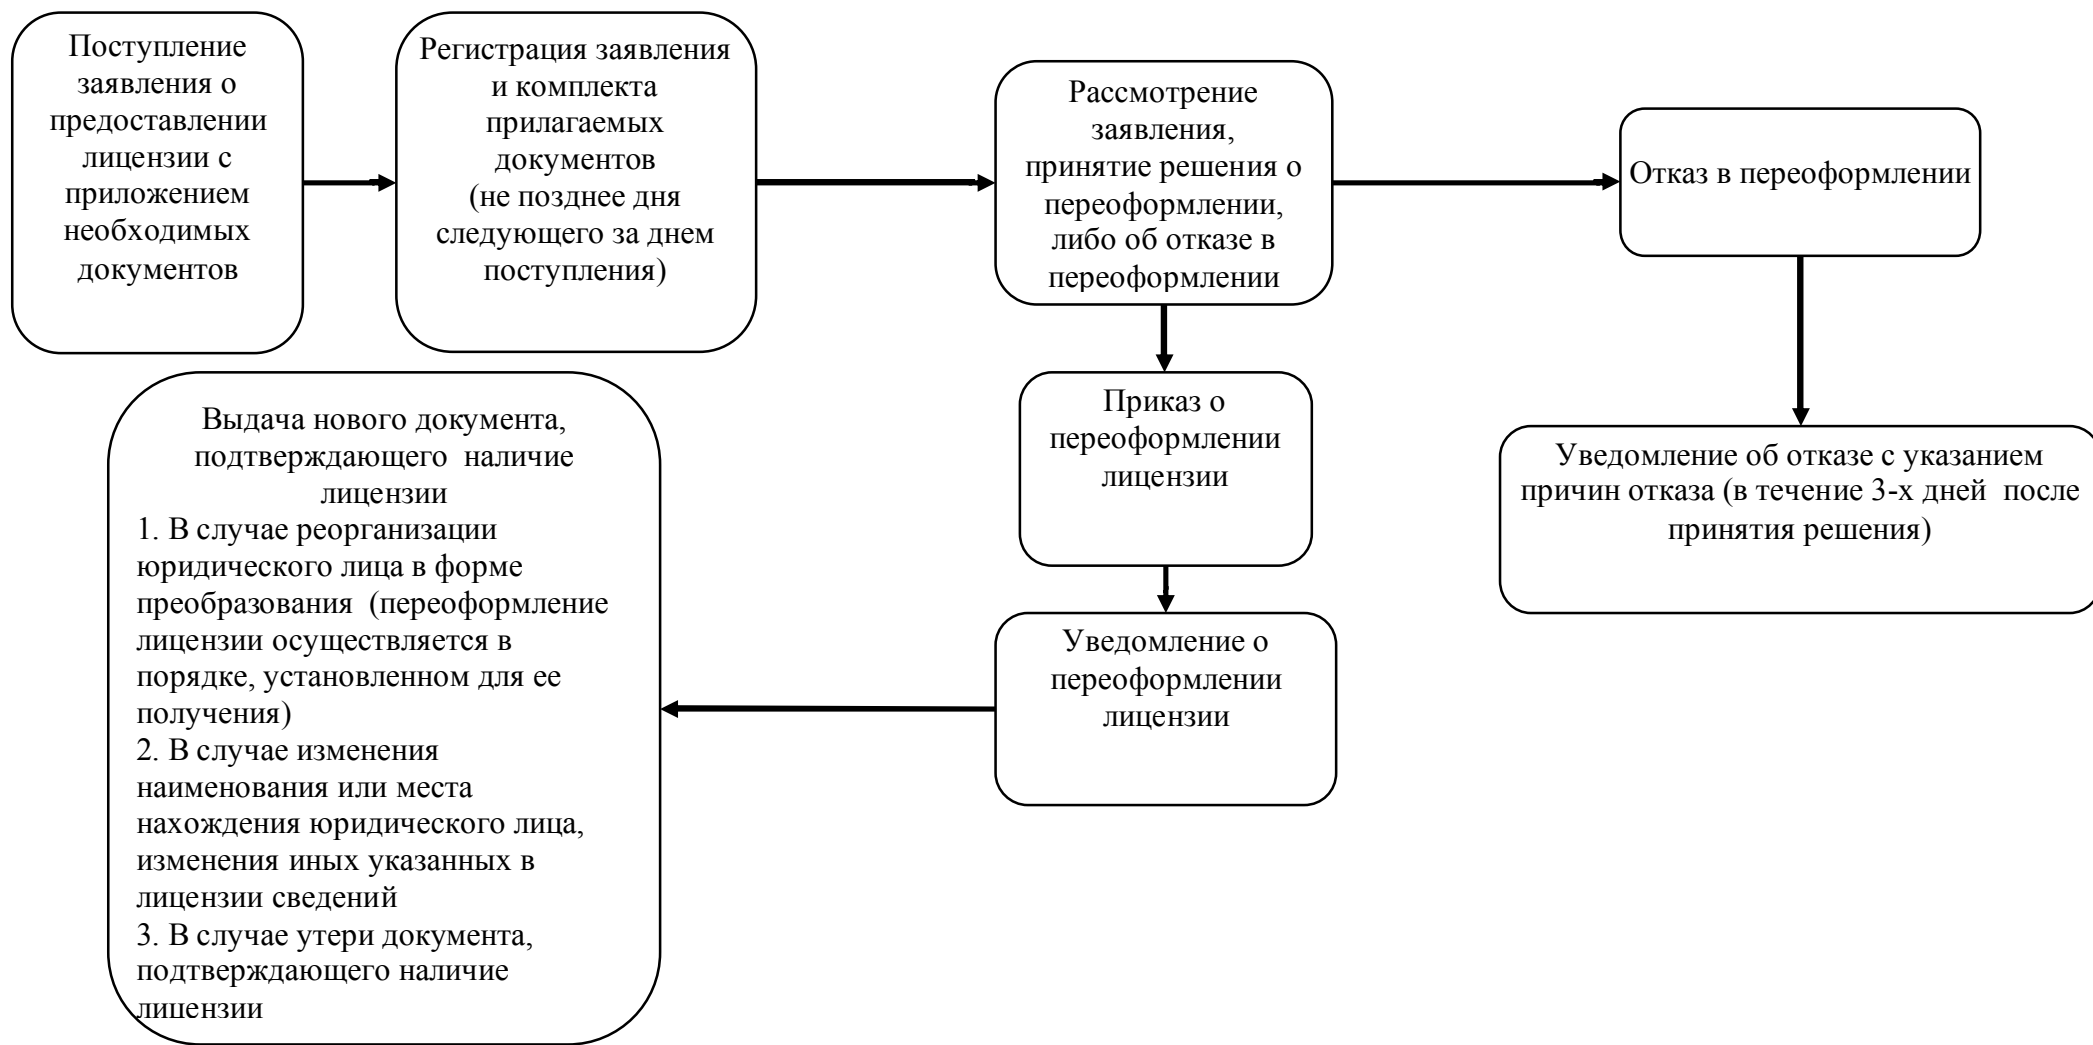 Поступление
заявления о
предоставлении
лицензии с
приложением
необходимых
документов
Регистрация заявления
и комплекта
прилагаемых
документов
(не позднее дня
следующего за днем
поступления)
Рассмотрение
заявления,
принятие решения о
переоформлении,
либо об отказе в
переоформлении
Отказ в переоформлении
Приказ о
переоформлении
лицензии
Уведомление об отказе с указанием
причин отказа (в течение 3-х дней после
принятия решения)
Уведомление о
переоформлении
лицензии
Выдача нового документа,
подтверждающего наличие
лицензии
1. В случае реорганизации
юридического лица в форме
преобразования (переоформление
лицензии осуществляется в
порядке, установленном для ее
получения)
2. В случае изменения
наименования или места
нахождения юридического лица,
изменения иных указанных в
лицензии сведений
3. В случае утери документа,
подтверждающего наличие
лицензии